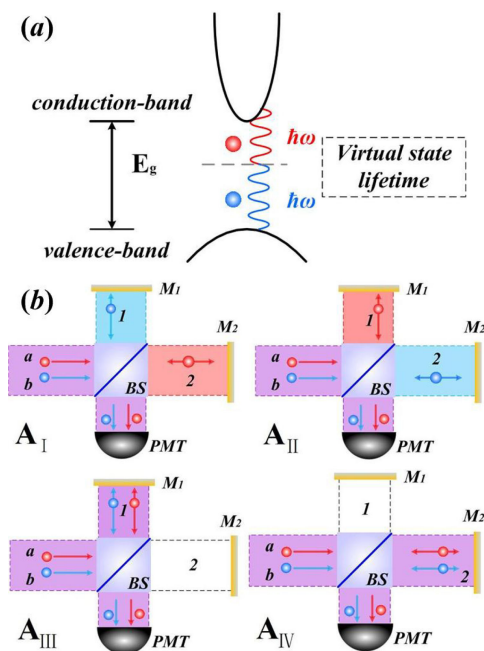 (a)
conduction-band
E_g
valence-band
ħω
ħω
Virtual state
lifetime
(b)
M1
1
M2
a
b
2
BS
A_I
PMT
M1
1
M2
a
b
2
BS
A_II
PMT
M1
1
M2
a
b
2
BS
A_III
PMT
M1
1
M2
a
b
BS
2
A_IV
PMT